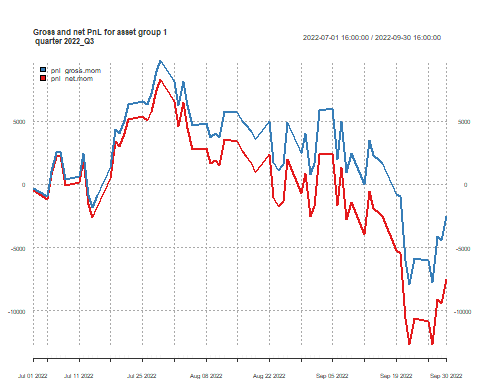 Gross and net PnL for asset group 1
quarter 2022_Q3
2022-07-01 16:00:00 / 2022-09-30 16:00:00
pnl_gross.mom
pnl_net.mom
5000
5000
0
0
-5000
-5000
-10000
-10000
Jul 01 2022
Jul 11 2022
Jul 25 2022
Aug 08 2022
Aug 22 2022
Sep 05 2022
Sep 19 2022
Sep 30 2022